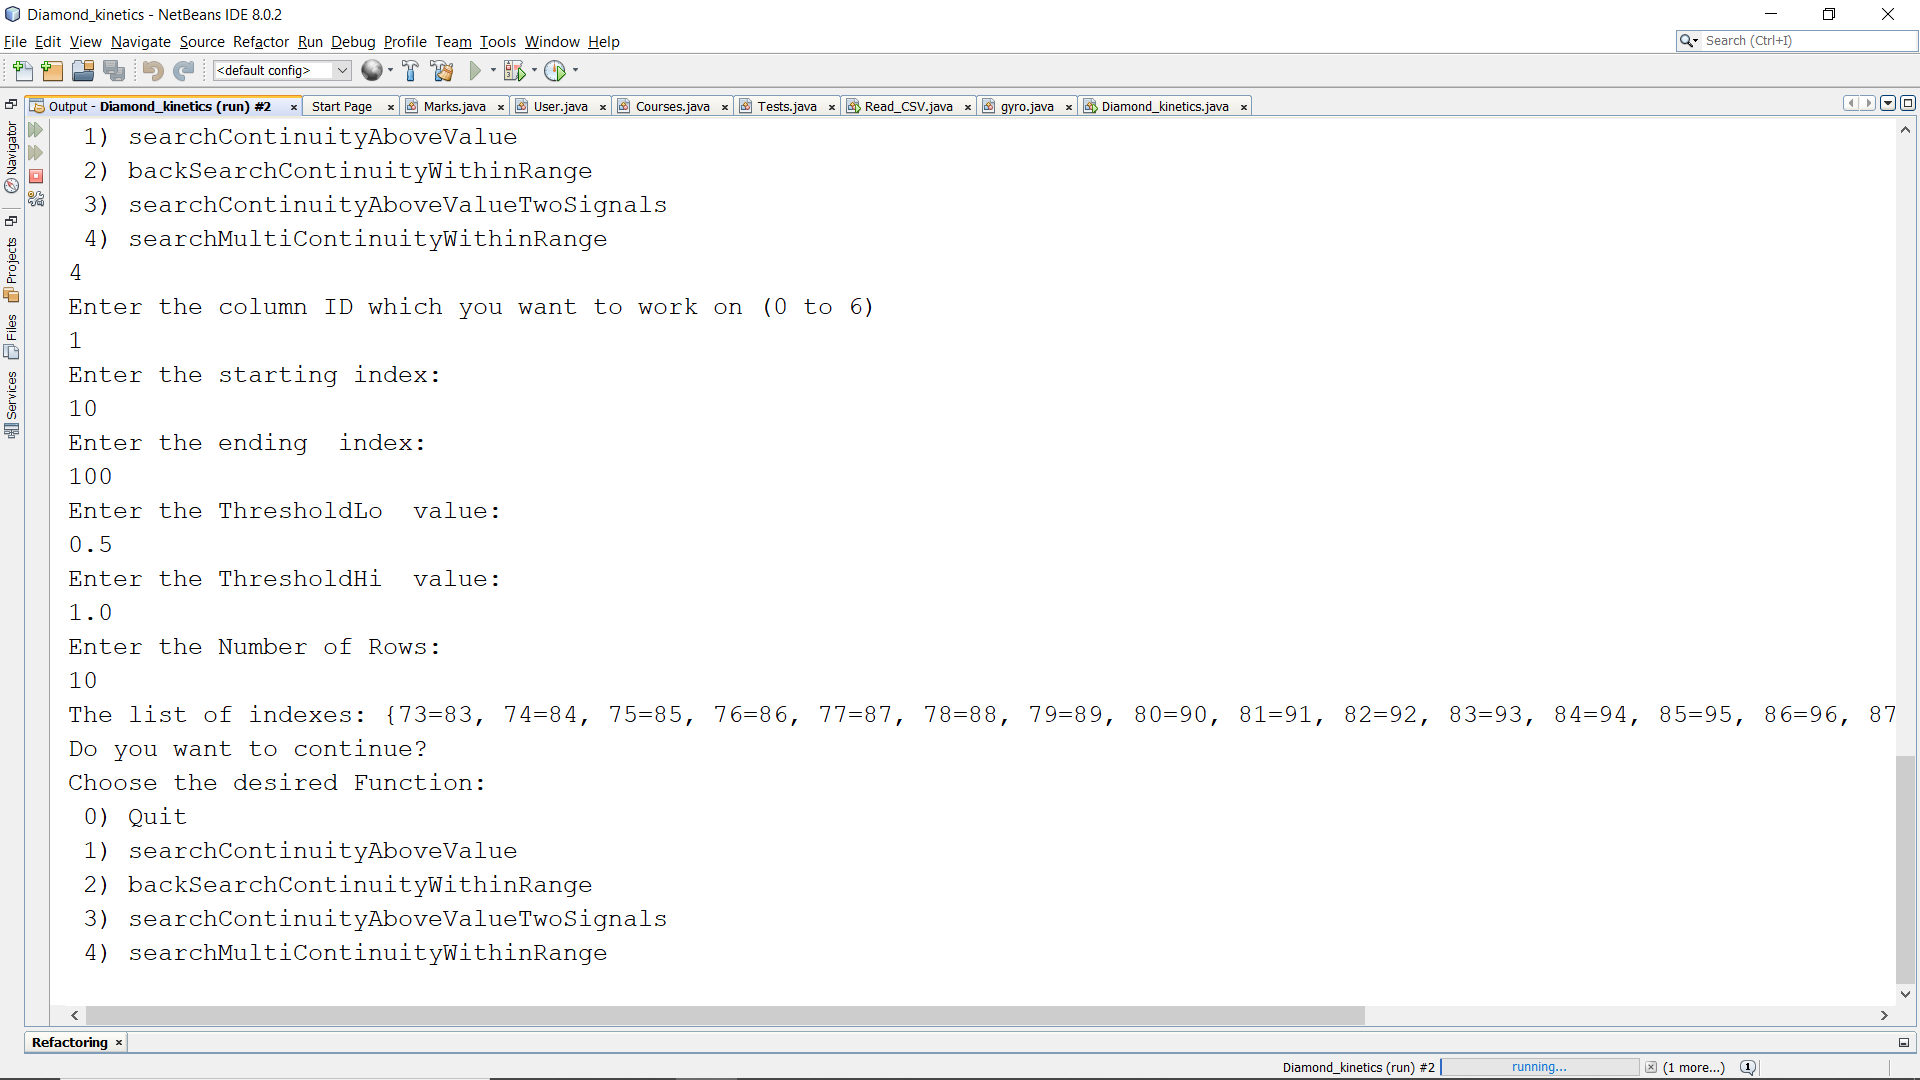 Diamond_kinetics - NetBeans IDE 8.0.2
File Edit View Navigate Source Refactor Run Debug Profile Team Tools Window Help
Search (Ctrl+I)
<default config>
Output - Diamond_kinetics (run) #2 × Start Page × Marks.java × User.java × Courses.java × Tests.java × Read_CSV.java × gyro.java × Diamond_kinetics.java ×
Navigator
Projects
Files
Services
1) searchContinuityAboveValue
2) backSearchContinuityWithinRange
3) searchContinuityAboveValueTwoSignals
4) searchMultiContinuityWithinRange
4
Enter the column ID which you want to work on (0 to 6)
1
Enter the starting index:
10
Enter the ending  index:
100
Enter the ThresholdLo  value:
0.5
Enter the ThresholdHi  value:
1.0
Enter the Number of Rows:
10
The list of indexes: {73=83, 74=84, 75=85, 76=86, 77=87, 78=88, 79=89, 80=90, 81=91, 82=92, 83=93, 84=94, 85=95, 86=96, 87
Do you want to continue?
Choose the desired Function:
0) Quit
1) searchContinuityAboveValue
2) backSearchContinuityWithinRange
3) searchContinuityAboveValueTwoSignals
4) searchMultiContinuityWithinRange
Refactoring ×
Diamond_kinetics (run) #2 running... (1 more...) 1